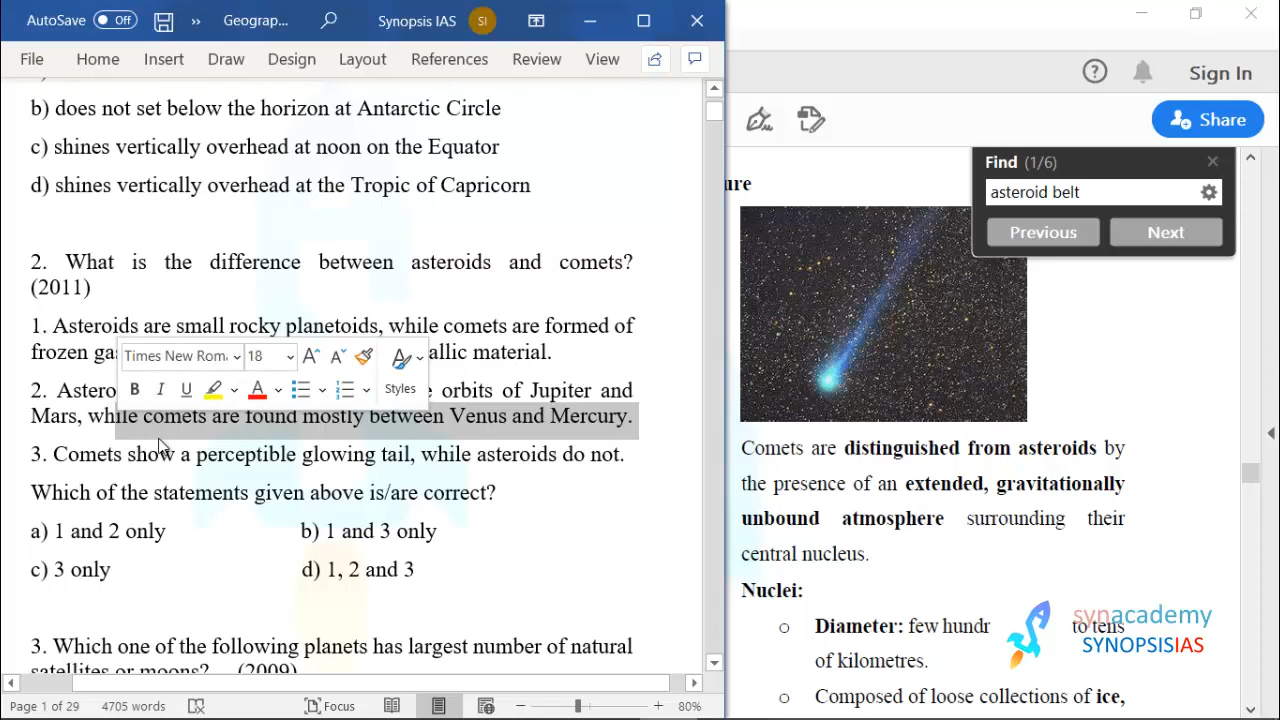 AutoSave Off Geograp... Synopsis IAS SI
File Home Insert Draw Design Layout References Review View
b) does not set below the horizon at Antarctic Circle
c) shines vertically overhead at noon on the Equator
d) shines vertically overhead at the Tropic of Capricorn
2. What is the difference between asteroids and comets?
(2011)
1. Asteroids are small rocky planetoids, while comets are formed of
frozen gas allic material.
Times New Rom 18
2. Astero e orbits of Jupiter and
B I U A Styles
Mars, while comets are found mostly between Venus and Mercury.
3. Comets show a perceptible glowing tail, while asteroids do not.
Which of the statements given above is/are correct?
a) 1 and 2 only b) 1 and 3 only
c) 3 only d) 1, 2 and 3
3. Which one of the following planets has largest number of natural
satellites or moons? (2009)
Page 1 of 29 4705 words Focus 80%
Sign In
Share
ure
Find (1/6)
asteroid belt
Previous Next
Comets are distinguished from asteroids by
the presence of an extended, gravitationally
unbound atmosphere surrounding their
central nucleus.
Nuclei:
Diameter: few hundr to tens
of kilometres.
Composed of loose collections of ice,
synacademy
SYNOPSISIAS